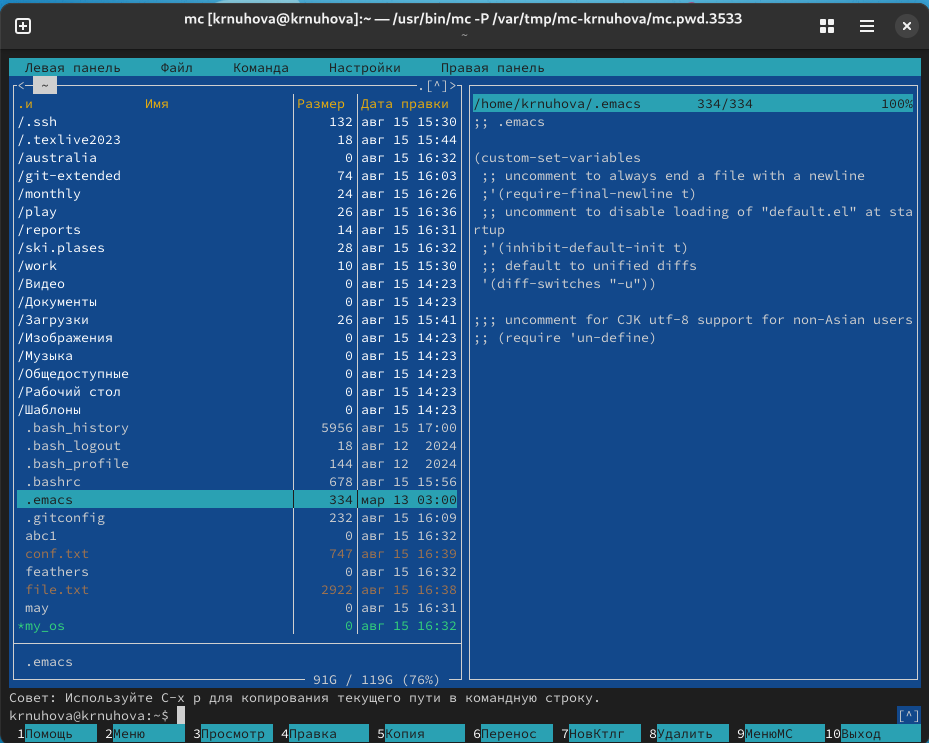 mc [krnuhova@krnuhova]:~ — /usr/bin/mc -P /var/tmp/mc-krnuhova/mc.pwd.3533
~
Левая панель Файл Команда Настройки Правая панель
<─ ~ .[^]>
.и Имя Размер Дата правки
/.ssh 132 авг 15 15:30
/.texlive2023 18 авг 15 15:44
/australia 0 авг 15 16:32
/git-extended 74 авг 15 16:03
/monthly 24 авг 15 16:26
/play 26 авг 15 16:36
/reports 14 авг 15 16:31
/ski.plases 28 авг 15 16:32
/work 10 авг 15 15:30
/Видео 0 авг 15 14:23
/Документы 0 авг 15 14:23
/Загрузки 26 авг 15 15:41
/Изображения 0 авг 15 14:23
/Музыка 0 авг 15 14:23
/Общедоступные 0 авг 15 14:23
/Рабочий стол 0 авг 15 14:23
/Шаблоны 0 авг 15 14:23
.bash_history 5956 авг 15 17:00
.bash_logout 18 авг 12 2024
.bash_profile 144 авг 12 2024
.bashrc 678 авг 15 15:56
.emacs 334 мар 13 03:00
.gitconfig 232 авг 15 16:09
abc1 0 авг 15 16:32
conf.txt 747 авг 15 16:39
feathers 0 авг 15 16:32
file.txt 2922 авг 15 16:38
may 0 авг 15 16:31
*my_os 0 авг 15 16:32
.emacs
91G / 119G (76%)
/home/krnuhova/.emacs 334/334 100%
;; .emacs
(custom-set-variables
;; uncomment to always end a file with a newline
;'(require-final-newline t)
;; uncomment to disable loading of "default.el" at sta
rtup
;'(inhibit-default-init t)
;; default to unified diffs
'(diff-switches "-u"))
;;; uncomment for CJK utf-8 support for non-Asian users
;; (require 'un-define)
Совет: Используйте C-x p для копирования текущего пути в командную строку.
krnuhova@krnuhova:~$ [^]
1Помощь 2Меню 3Просмотр 4Правка 5Копия 6Перенос 7НовКтлг 8Удалить 9МенюMC 10Выход